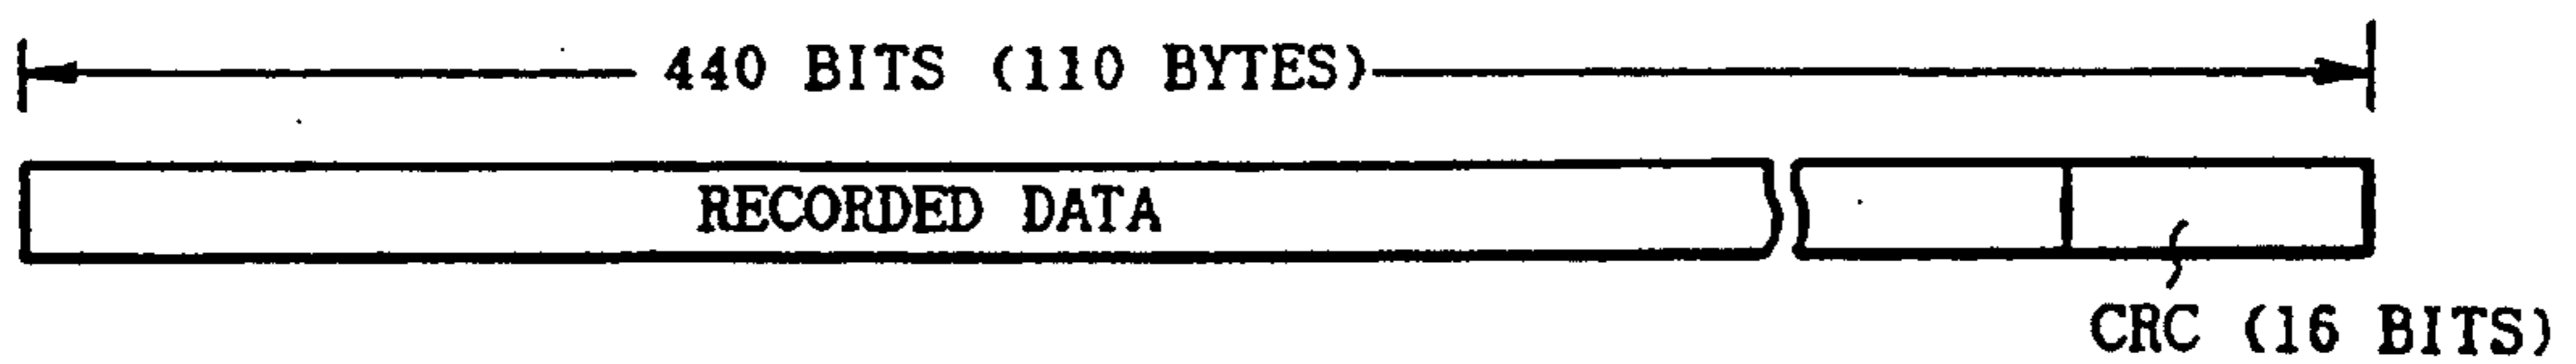 440 BITS (110 BYTES)
RECORDED DATA
CRC (16 BITS)